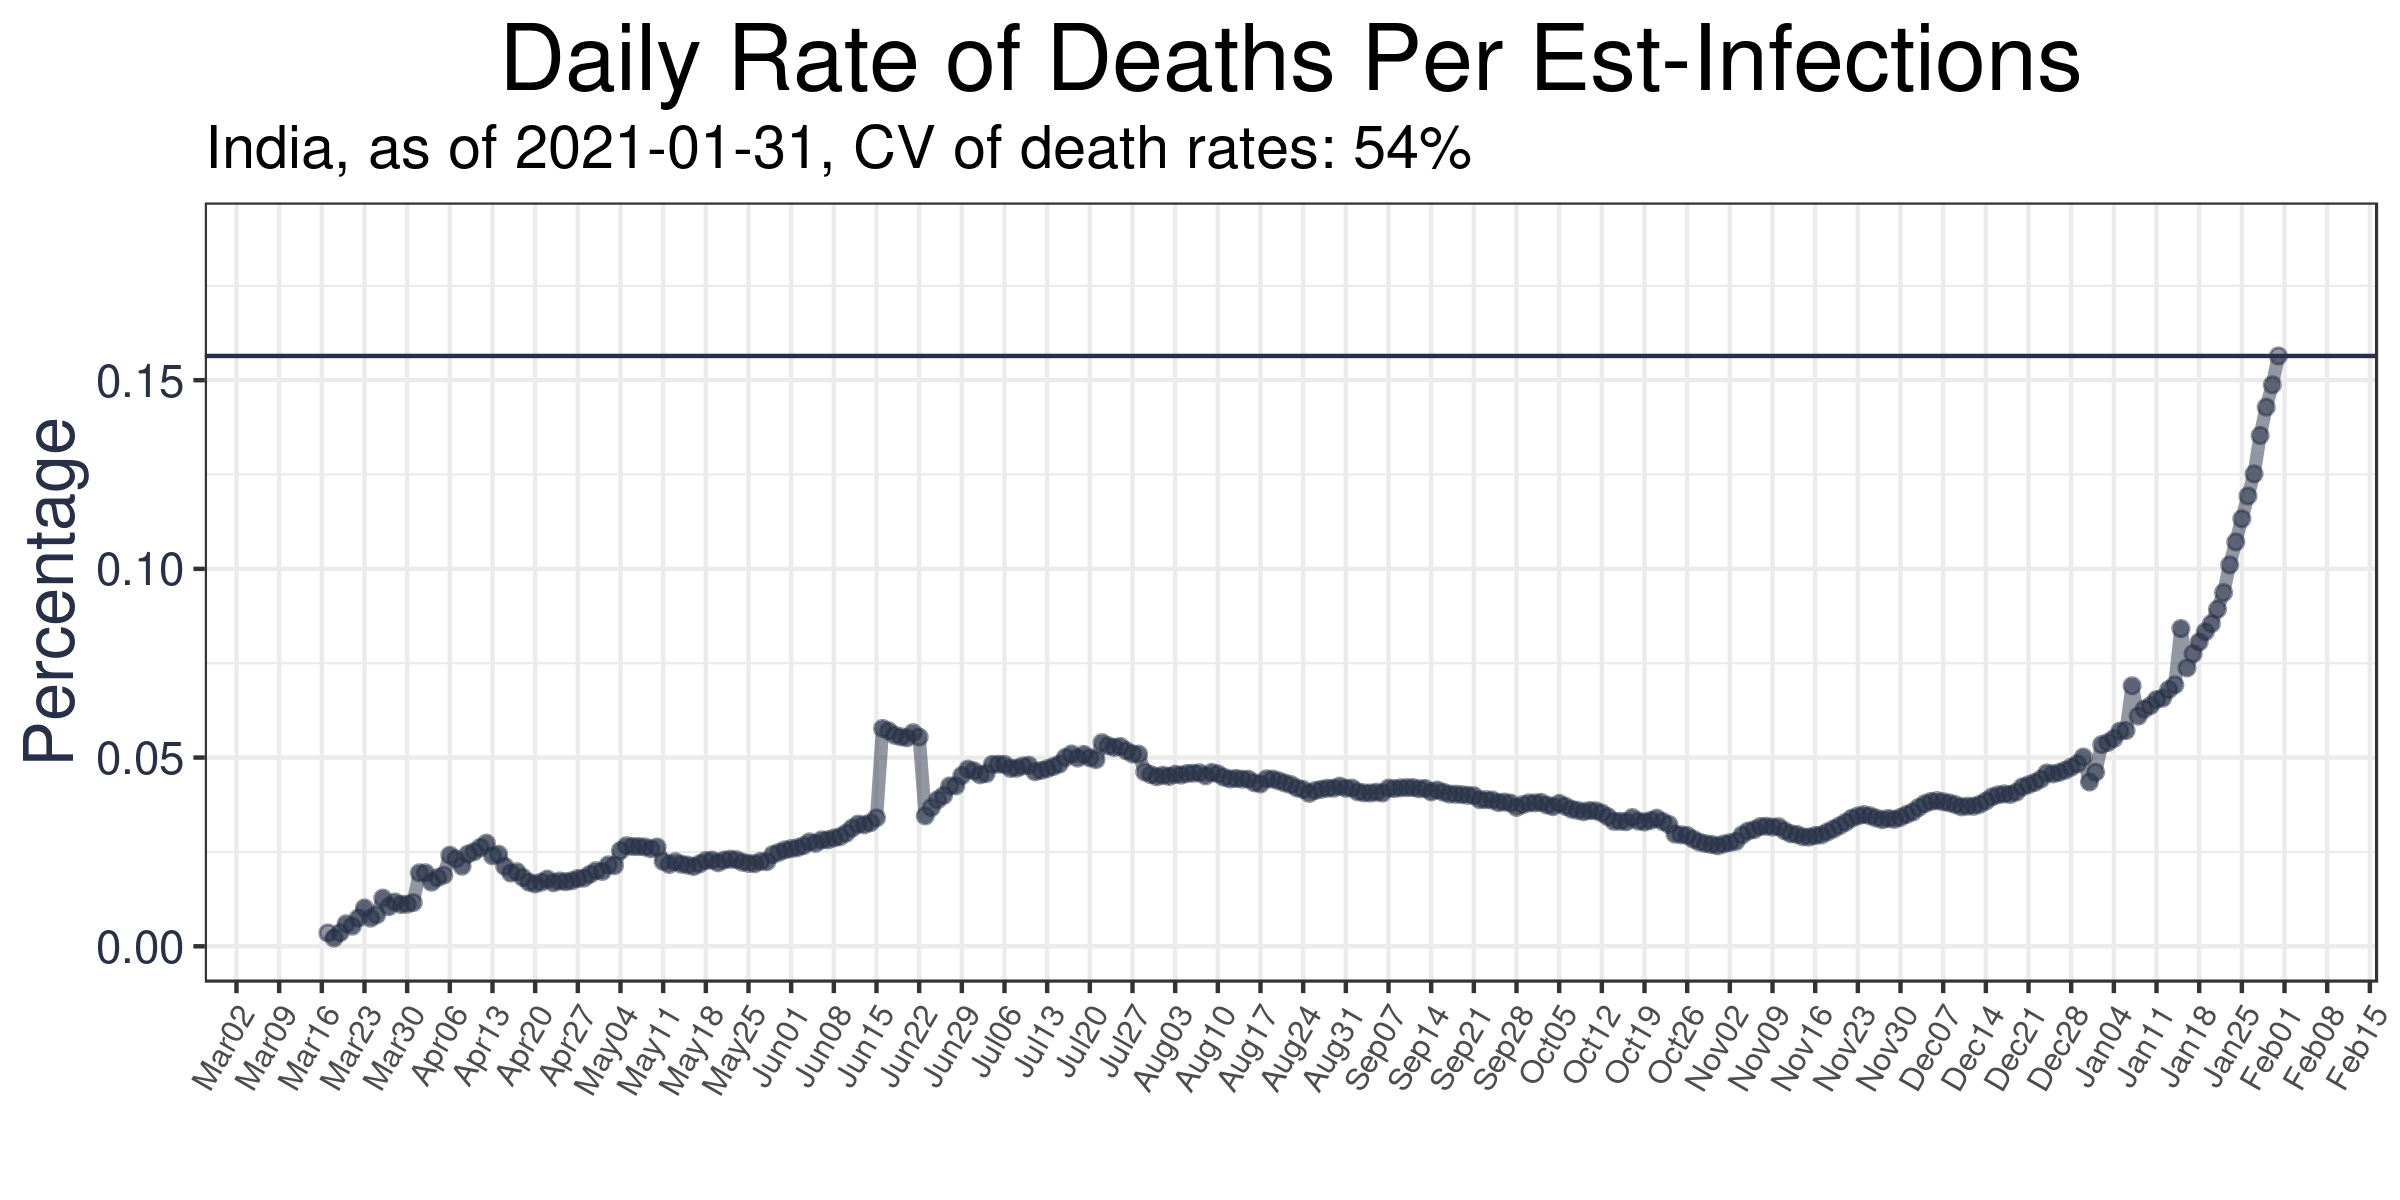 Daily Rate of Deaths Per Est-Infections
India, as of 2021-01-31, CV of death rates: 54%
Percentage
0.15
0.10
0.05
0.00
Mar02 Mar09 Mar16 Mar23 Mar30 Apr06 Apr13 Apr20 Apr27 May04 May11 May18 May25 Jun01 Jun08 Jun15 Jun22 Jun29 Jul06 Jul13 Jul20 Jul27 Aug03 Aug10 Aug17 Aug24 Aug31 Sep07 Sep14 Sep21 Sep28 Oct05 Oct12 Oct19 Oct26 Nov02 Nov09 Nov16 Nov23 Nov30 Dec07 Dec14 Dec21 Dec28 Jan04 Jan11 Jan18 Jan25 Feb01 Feb08 Feb15